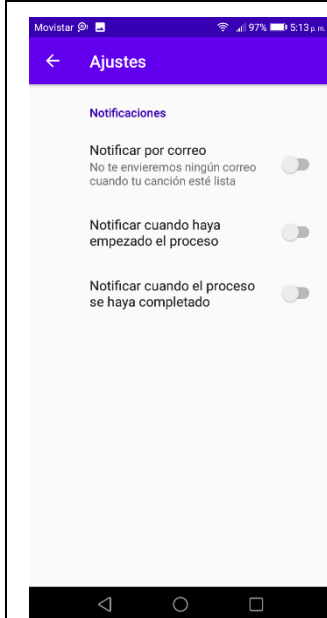 Movistar 97% 5:13 p. m.
Ajustes
Notificaciones
Notificar por correo
No te envieremos ningún correo
cuando tu canción esté lista
Notificar cuando haya
empezado el proceso
Notificar cuando el proceso
se haya completado